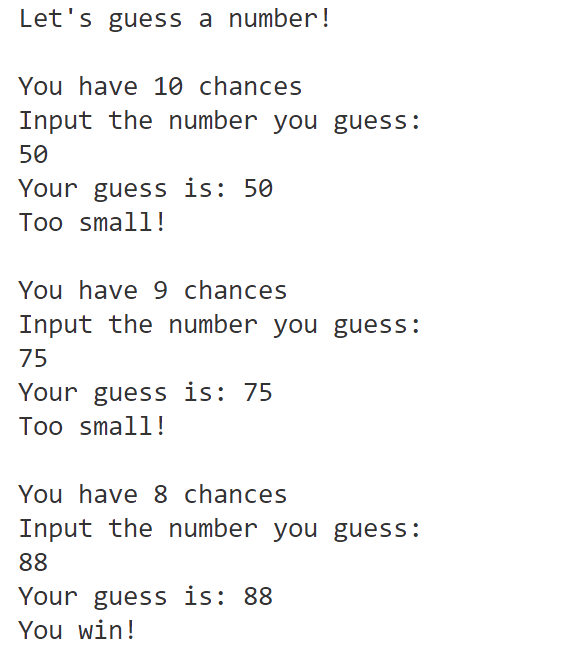 Let's guess a number!
You have 10 chances
Input the number you guess:
50
Your guess is: 50
Too small!
You have 9 chances
Input the number you guess:
75
Your guess is: 75
Too small!
You have 8 chances
Input the number you guess:
88
Your guess is: 88
You win!